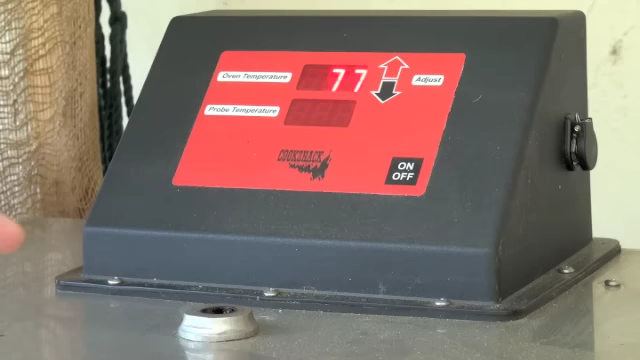 Oven Temperature
77
Adjust
Probe Temperature
COOKSHACK
ON
OFF